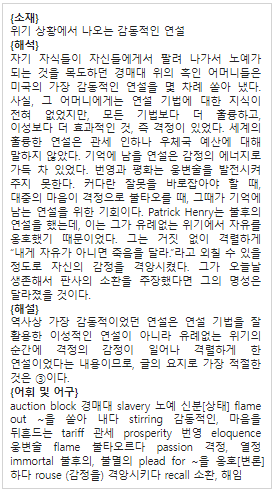 {소재}
위기 상황에서 나오는 감동적인 연설
{해석}
자기 자식들이 자신들에게서 팔려 나가서 노예가
되는 것을 목도하던 경매대 위의 흑인 어머니들은
미국의 가장 감동적인 연설을 몇 차례 쏟아 냈다.
사실, 그 어머니에게는 연설 기법에 대한 지식이
전혀 없었지만, 모든 기법보다 더 훌륭하고,
이성보다 더 효과적인 것, 즉 격정이 있었다. 세계의
훌륭한 연설은 관세 인하나 우체국 예산에 대해
말하지 않았다. 기억에 남을 연설은 감정의 에너지로
가득 차 있었다. 번영과 평화는 웅변술을 발전시켜
주지 못한다. 커다란 잘못을 바로잡아야 할 때,
대중의 마음이 격정으로 불타오를 때, 그때가 기억에
남는 연설을 위한 기회이다. Patrick Henry는 불후의
연설을 했는데, 이는 그가 유례없는 위기에서 자유를
옹호했기 때문이었다. 그는 거짓 없이 격렬하게
“내게 자유가 아니면 죽음을 달라.”라고 외칠 수 있을
정도로 자신의 감정을 격앙시켰다. 그가 오늘날
생존해서 판사의 소환을 주장했다면 그의 명성은
달라졌을 것이다.
{해설}
역사상 가장 감동적이었던 연설은 연설 기법을 잘
활용한 이성적인 연설이 아니라 유례없는 위기의
순간에 격정의 감정이 일어나 격렬하게 한
연설이었다는 내용이므로, 글의 요지로 가장 적절한
것은 ③이다.
{어휘 및 어구}
auction block 경매대 slavery 노예 신분[상태] flame
out ~을 쏟아 내다 stirring 감동적인, 마음을
뒤흔드는 tariff 관세 prosperity 번영 eloquence
웅변술 flame 불타오르다 passion 격정, 열정
immortal 불후의, 불멸의 plead for ~을 옹호[변론]
하다 rouse (감정을) 격앙시키다 recall 소환, 해임